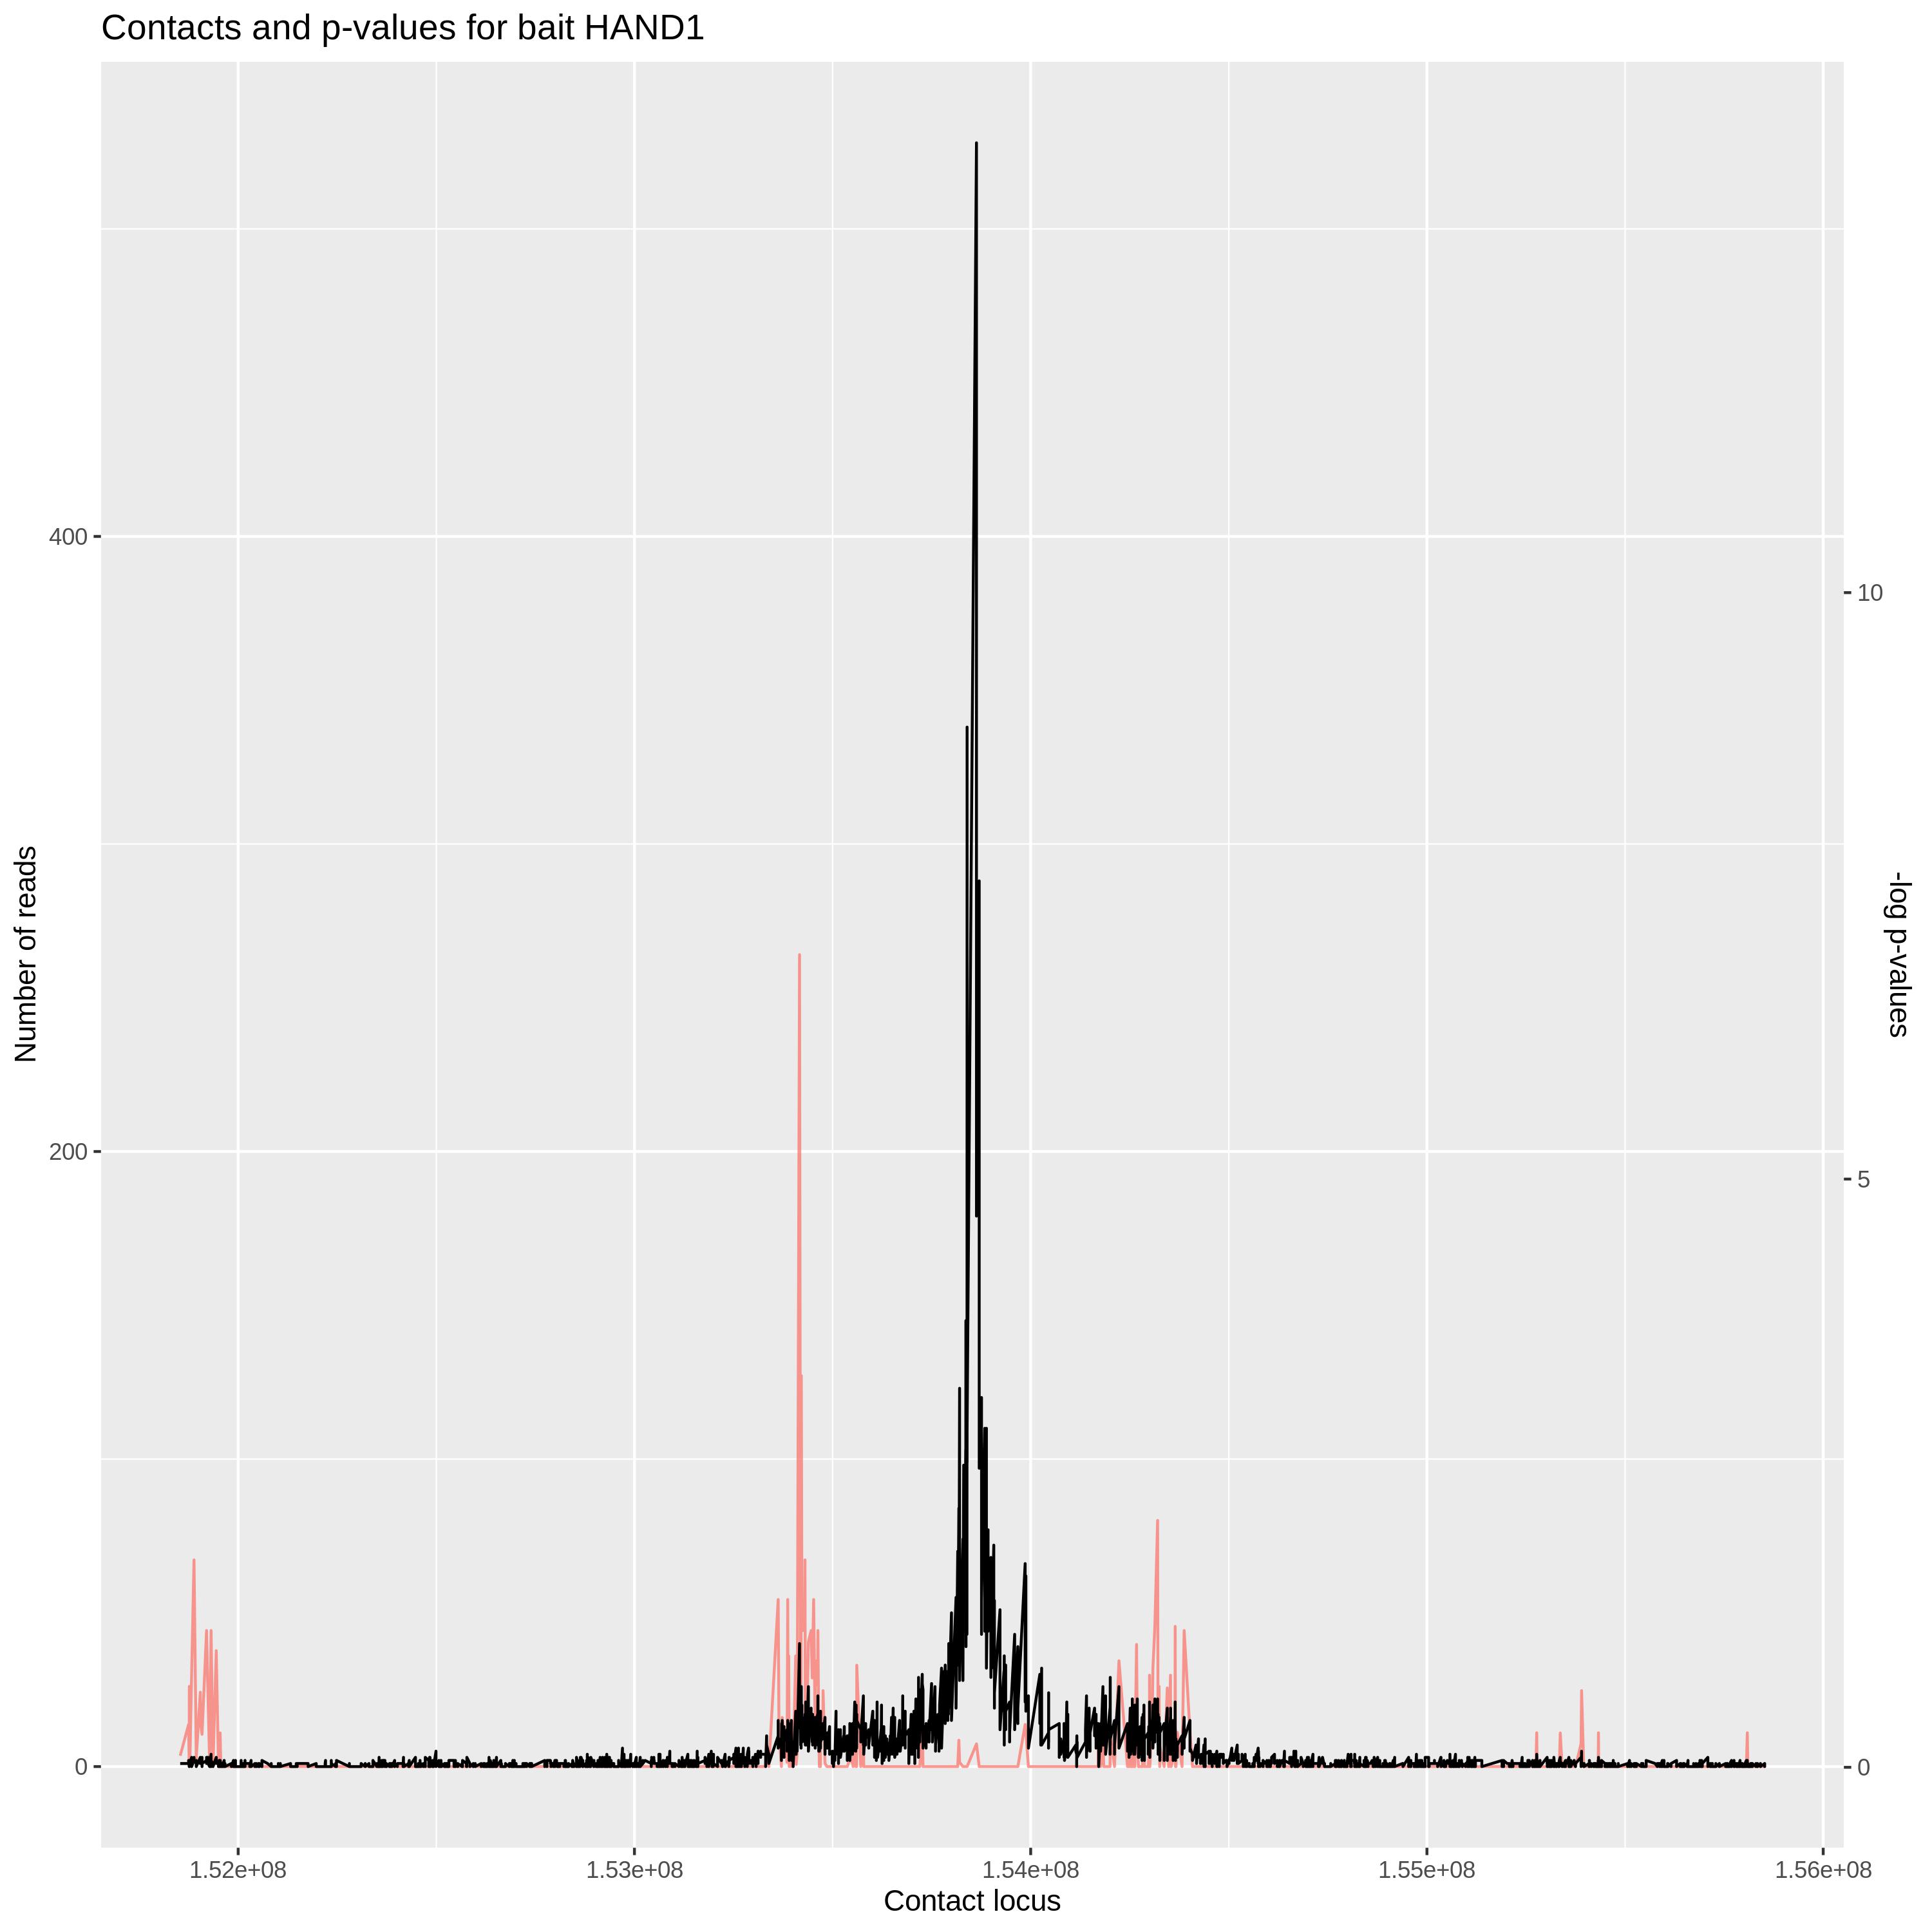 Contacts and p-values for bait HAND1
Number of reads
400
200
0
10
5
0
-log p-values
1.52e+08
1.53e+08
1.54e+08
1.55e+08
1.56e+08
Contact locus